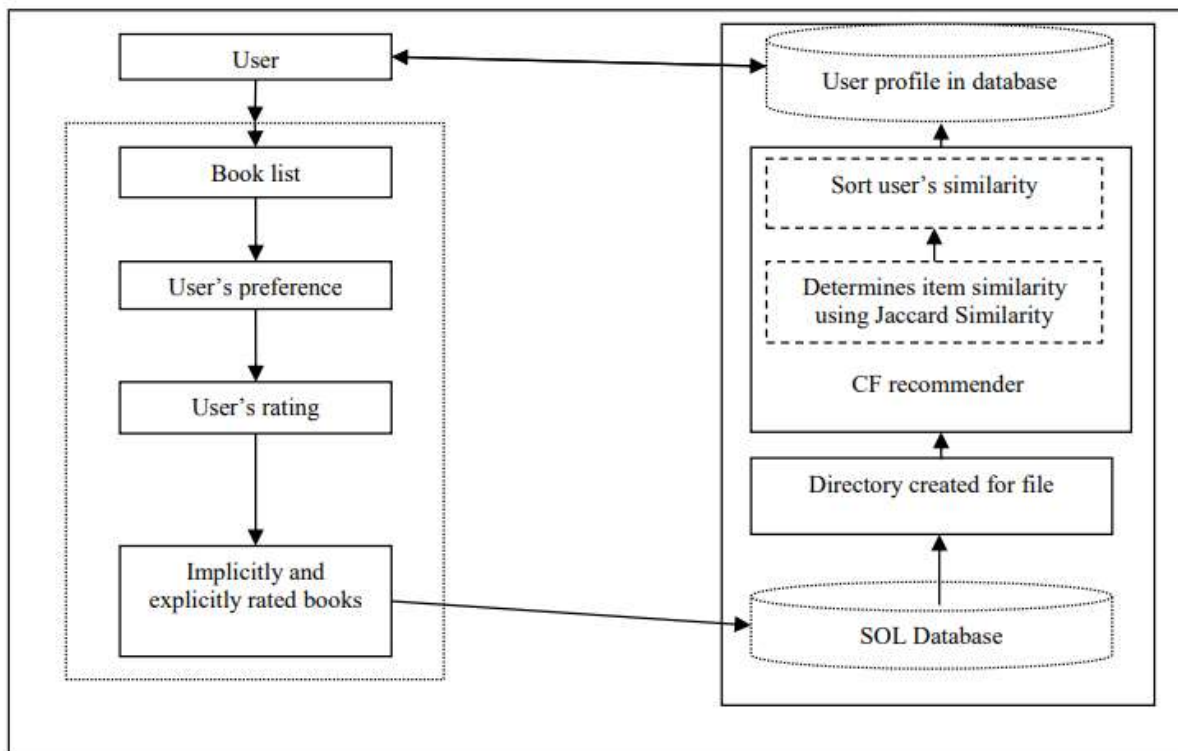 User
Book list
User’s preference
User’s rating
Implicitly and
explicitly rated books
User profile in database
Sort user’s similarity
Determines item similarity
using Jaccard Similarity
CF recommender
Directory created for file
SOL Database